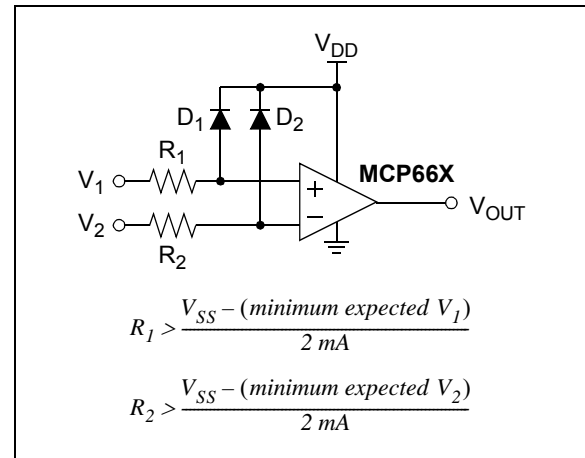 V_DD
D_1 D_2
R_1
MCP66X
V_1
+
V_OUT
V_2
–
R_2
R_1 > V_SS – (minimum expected V_1) / 2 mA
R_2 > V_SS – (minimum expected V_2) / 2 mA